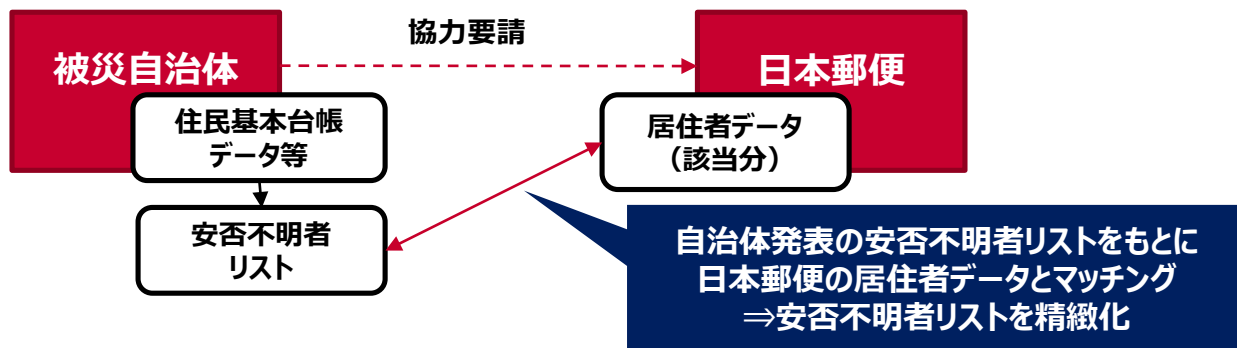 協力要請
被災自治体
日本郵便
住民基本台帳
データ等
居住者データ
（該当分）
安否不明者
リスト
自治体発表の安否不明者リストをもとに
日本郵便の居住者データとマッチング
⇒安否不明者リストを精緻化